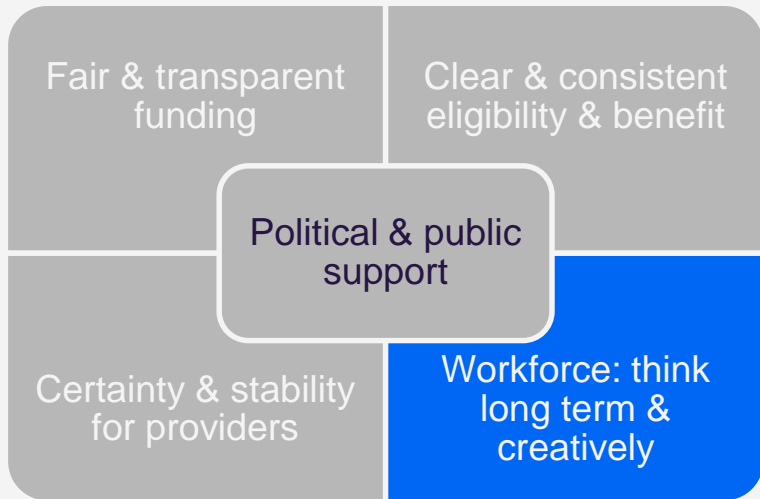 Fair & transparent
funding
Clear & consistent
eligibility & benefit
Political & public
support
Certainty & stability
for providers
Workforce: think
long term &
creatively